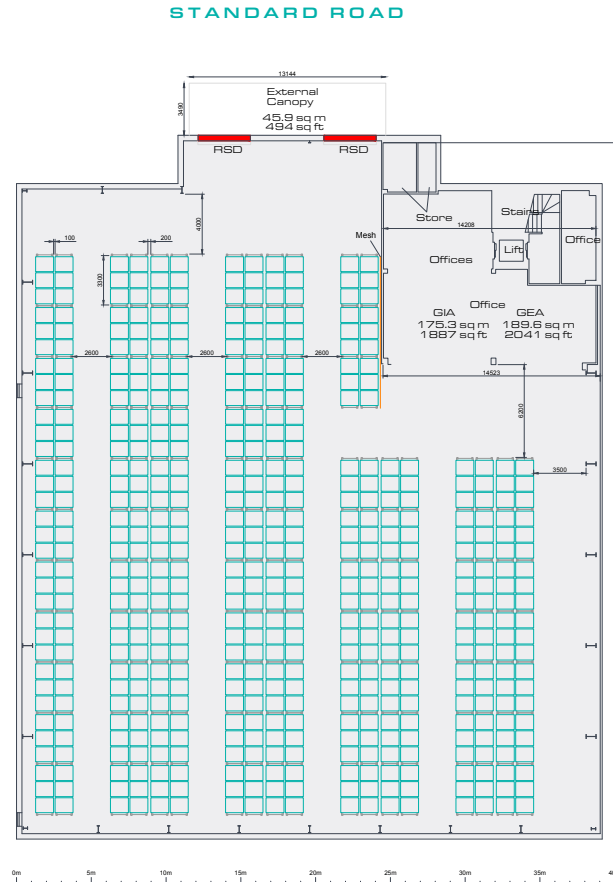 STANDARD ROAD
13144
3490
External
Canopy
45.9 sq m
494 sq ft
RSD
RSD
4000
Store
Stairs
14208
Office
Lift
Mesh
100
200
Offices
3300
Office
GIA
175.3 sq m
1887 sq ft
GEA
189.6 sq m
2041 sq ft
2600
2600
2600
14523
6200
3500
0m
5m
10m
15m
20m
25m
30m
35m